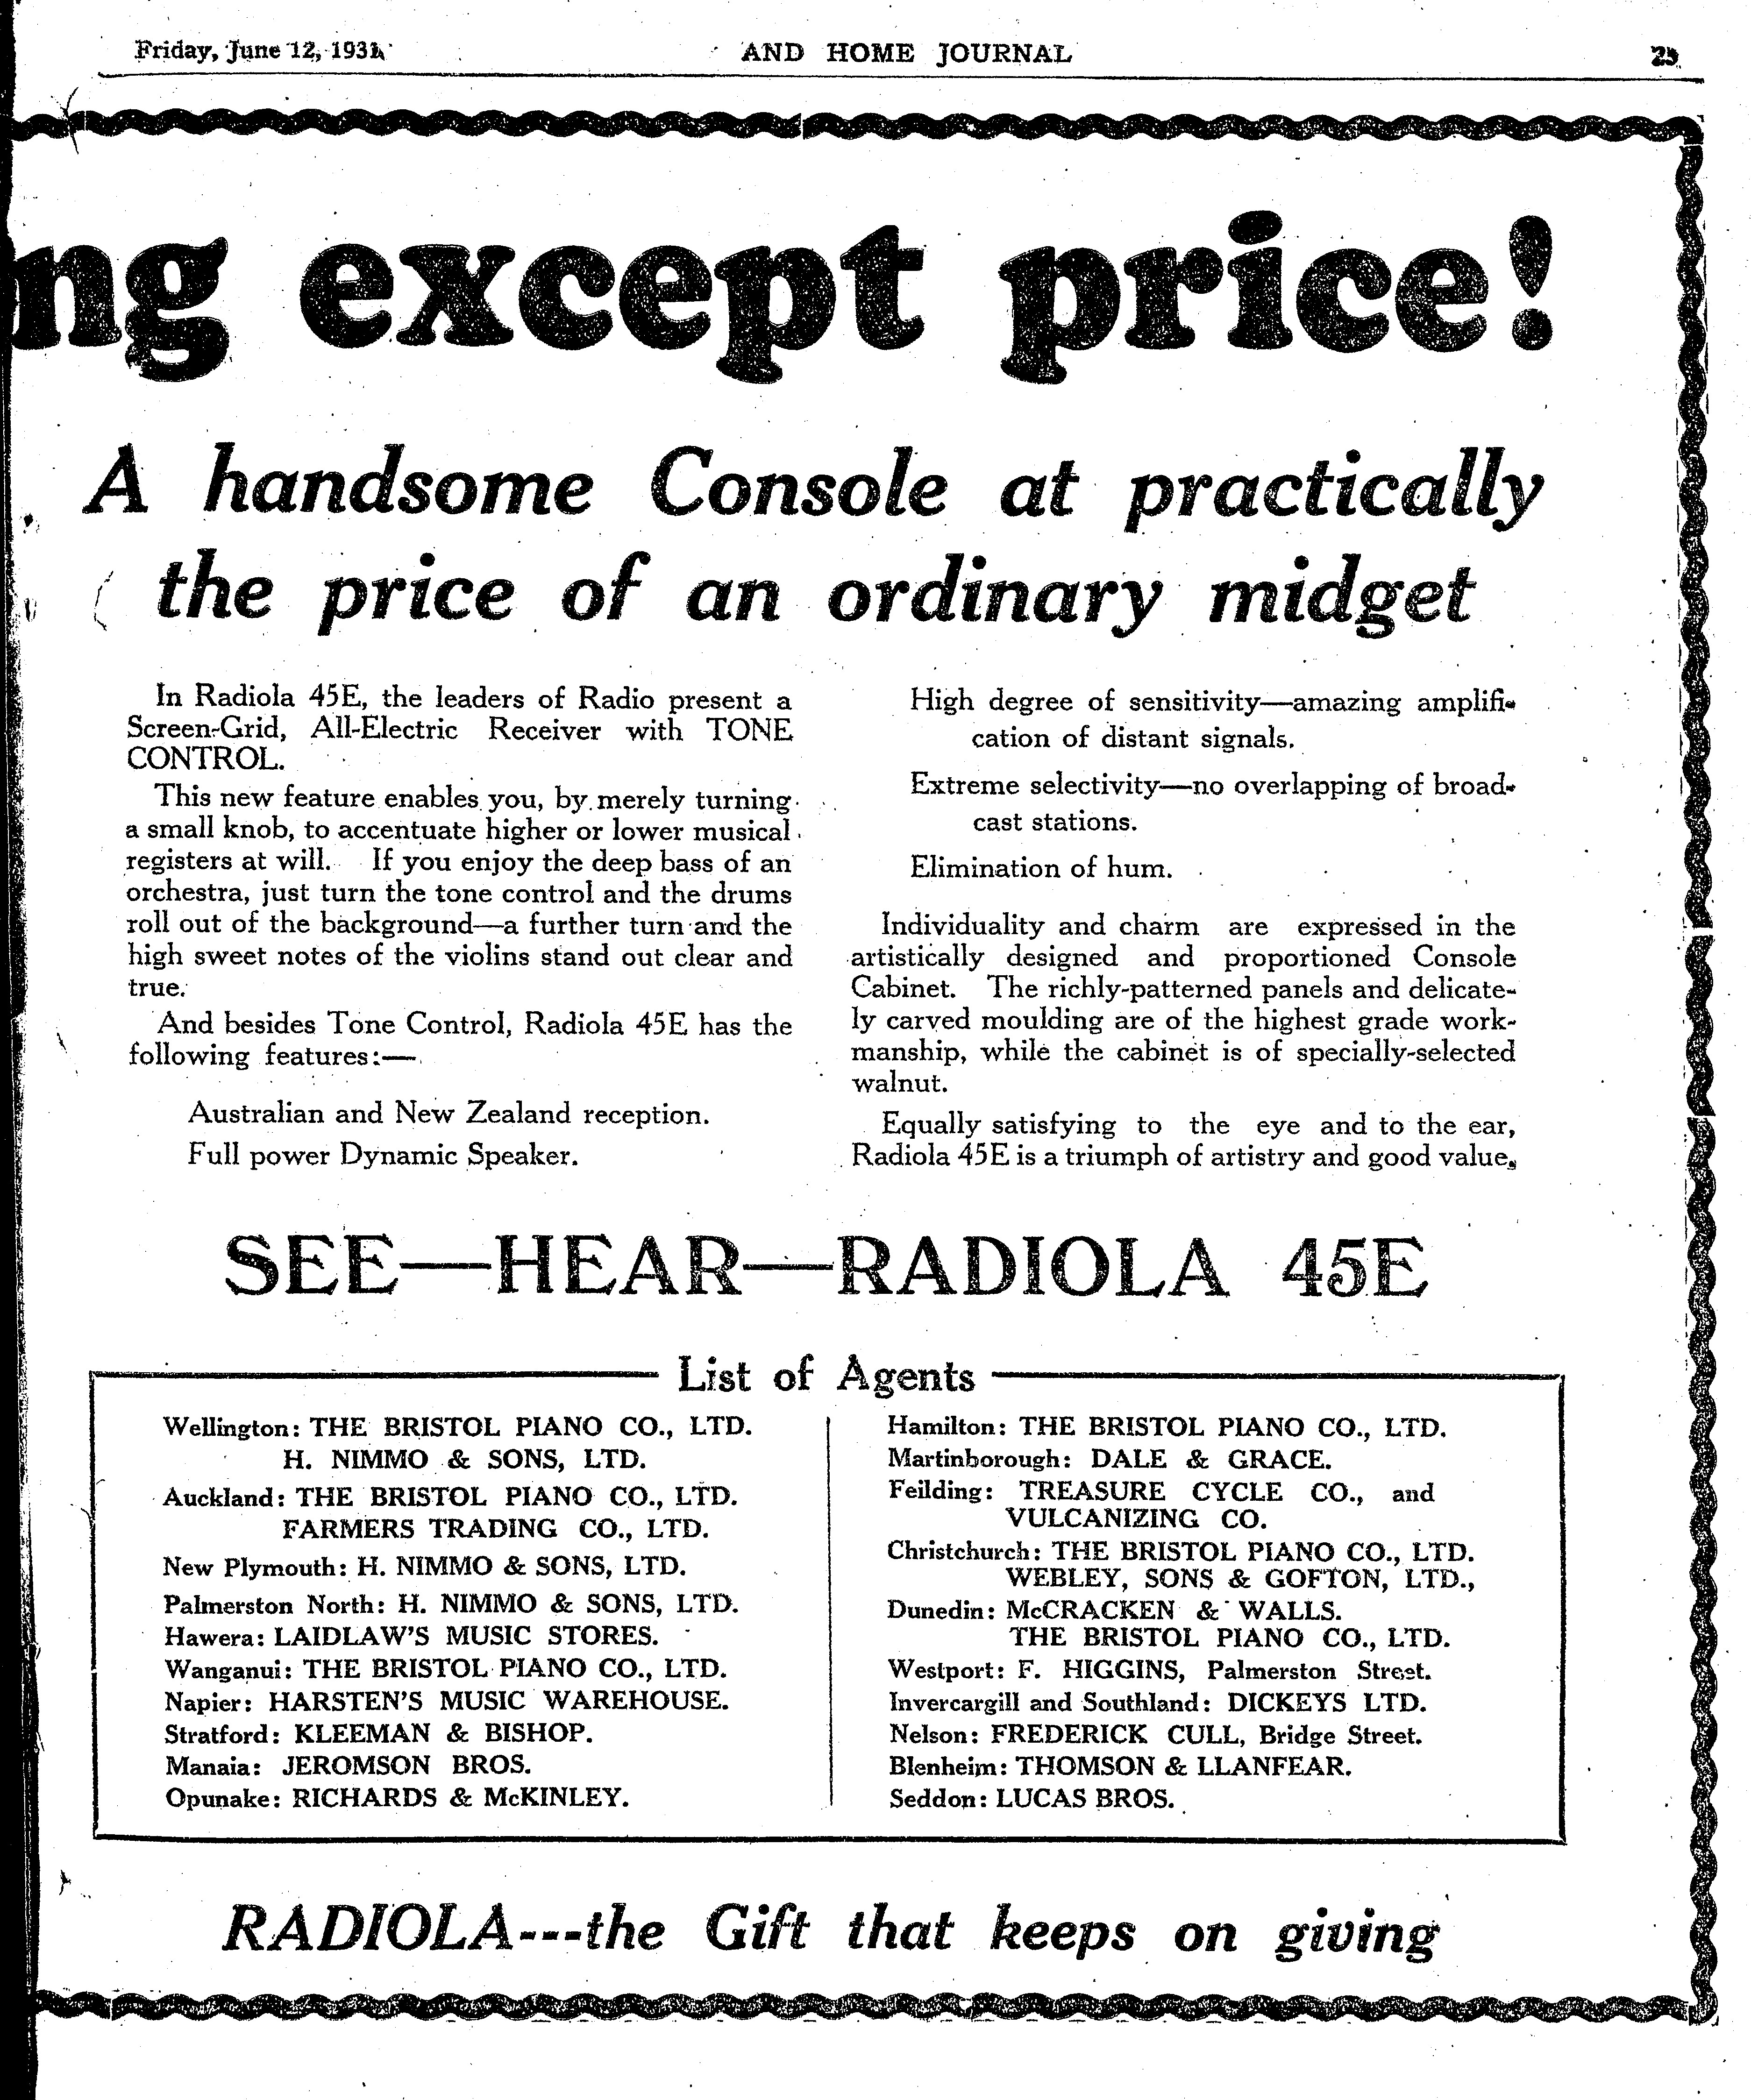 Friday, June 12, 1931. AND HOME JOURNAL
ng except price!
A handsome Console at practically
the price of an ordinary midget
In Radiola 45E, the leaders of Radio present a
Screen-Grid, All-Electric Receiver with TONE
CONTROL.
This new feature enables you, by merely turning
a small knob, to accentuate higher or lower musical
registers at will. If you enjoy the deep bass of an
orchestra, just turn the tone control and the drums
roll out of the background—a further turn and the
high sweet notes of the violins stand out clear and
true.
And besides Tone Control, Radiola 45E has the
following features:—
Australian and New Zealand reception.
Full power Dynamic Speaker.
High degree of sensitivity—amazing amplifi-
cation of distant signals.
Extreme selectivity—no overlapping of broad-
cast stations.
Elimination of hum.
Individuality and charm are expressed in the
artistically designed and proportioned Console
Cabinet. The richly-patterned panels and delicate-
ly carved moulding are of the highest grade work-
manship, while the cabinet is of specially-selected
walnut.
Equally satisfying to the eye and to the ear,
Radiola 45E is a triumph of artistry and good value.
SEE—HEAR—RADIOLA 45E
List of Agents
Wellington: THE BRISTOL PIANO CO., LTD.
H. NIMMO & SONS, LTD.
Auckland: THE BRISTOL PIANO CO., LTD.
FARMERS TRADING CO., LTD.
New Plymouth: H. NIMMO & SONS, LTD.
Palmerston North: H. NIMMO & SONS, LTD.
Hawera: LAIDLAW'S MUSIC STORES.
Wanganui: THE BRISTOL PIANO CO., LTD.
Napier: HARSTEN'S MUSIC WAREHOUSE.
Stratford: KLEEMAN & BISHOP.
Manaia: JEROMSON BROS.
Opunake: RICHARDS & McKINLEY.
Hamilton: THE BRISTOL PIANO CO., LTD.
Martinborough: DALE & GRACE.
Feilding: TREASURE CYCLE CO., and
VULCANIZING CO.
Christchurch: THE BRISTOL PIANO CO., LTD.
WEBLEY, SONS & GOFTON, LTD.,
Dunedin: McCRACKEN & WALLS.
THE BRISTOL PIANO CO., LTD.
Westport: F. HIGGINS, Palmerston Street.
Invercargill and Southland: DICKEYS LTD.
Nelson: FREDERICK CULL, Bridge Street.
Blenheim: THOMSON & LLANFEAR.
Seddon: LUCAS BROS.
RADIOLA---the Gift that keeps on giving